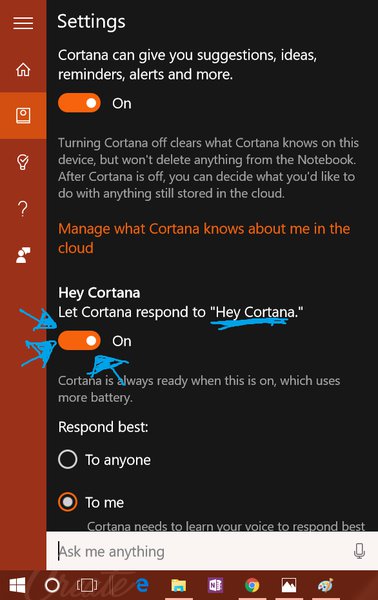 Settings
Cortana can give you suggestions, ideas,
reminders, alerts and more.
On
Turning Cortana off clears what Cortana knows on this
device, but won't delete anything from the Notebook.
After Cortana is off, you can decide what you'd like to
do with anything still stored in the cloud.
Manage what Cortana knows about me in the
cloud
Hey Cortana
Let Cortana respond to "Hey Cortana."
On
Cortana is always ready when this is on, which uses
more battery.
Respond best:
To anyone
To me
Cortana needs to learn your voice to respond best
Ask me anything
Create